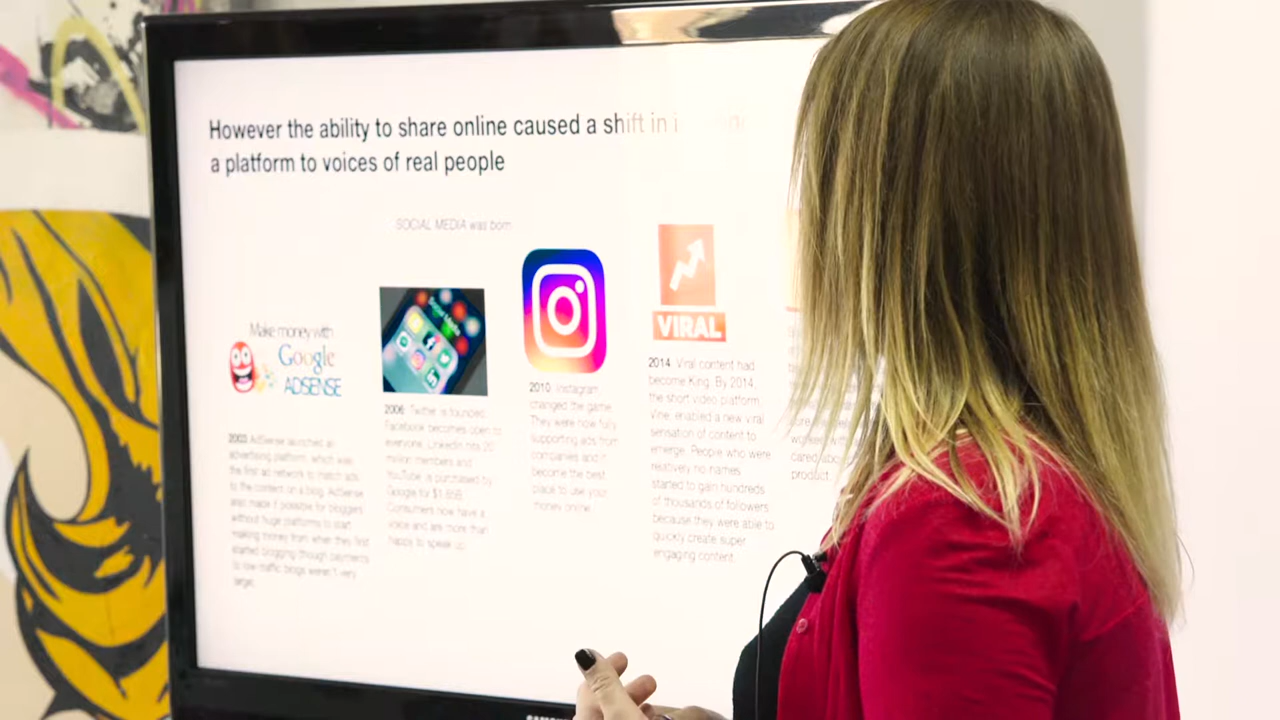 However the ability to share online caused a shift in
a platform to voices of real people
SOCIAL MEDIA was born
Make money with
Google
ADSENSE
2003 AdSense launched an
advertising platform, which was
the first ad network to match ads
to the content on a blog. AdSense
also made it possible for bloggers
without huge platforms to start
making money from when they first
started blogging though payments
to low-traffic blogs weren't very
large.
2006 Twitter is founded.
Facebook becomes open to
everyone. LinkedIn hits 20
million members and
YouTube is purchased by
Google for $1.65B.
Consumers now have a
voice and are more than
happy to speak up.
2010 Instagram
changed the game.
They were now fully
supporting ads from
companies and it
become the best
place to use your
money online.
VIRAL
2014 Viral content had
become King. By 2014,
the short video platform,
Vine, enabled a new viral
sensation of content to
emerge. People who were
relatively no-names
started to gain hundreds
of thousands of followers
because they were able to
quickly create super
engaging content.
worked with
cared abo
product.